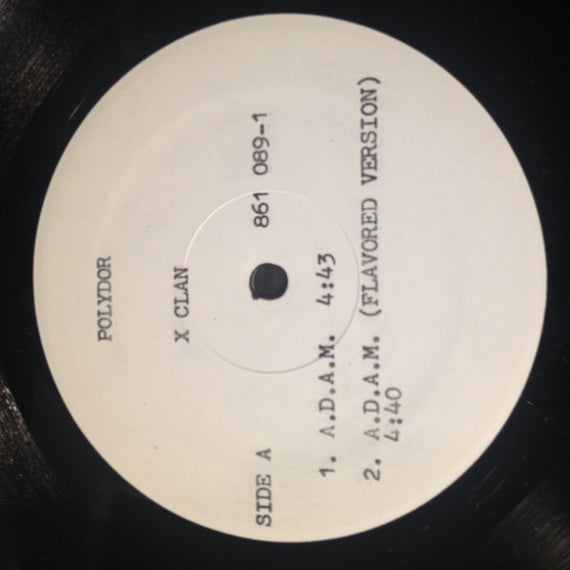 POLYDOR
X CLAN
SIDE A 861 089-1
1. A.D.A.M. 4:43
2. A.D.A.M. (FLAVORED VERSION)
4:40